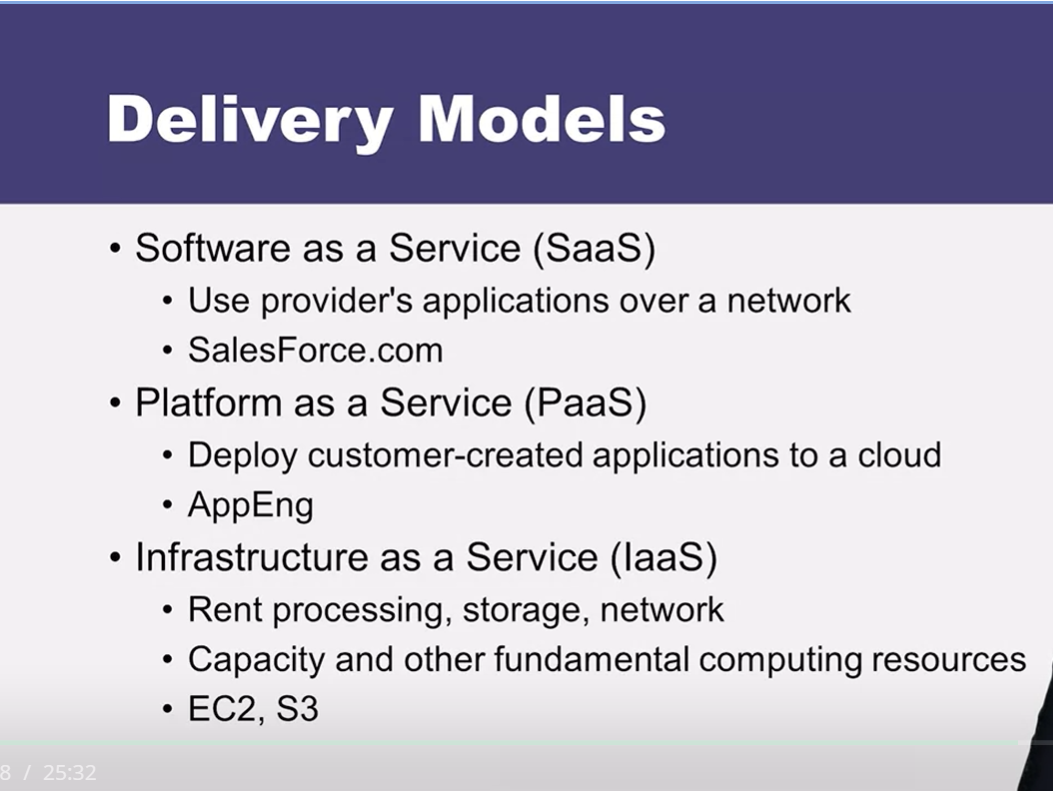 Delivery Models
• Software as a Service (SaaS)
• Use provider's applications over a network
• SalesForce.com
• Platform as a Service (PaaS)
• Deploy customer-created applications to a cloud
• AppEng
• Infrastructure as a Service (IaaS)
• Rent processing, storage, network
• Capacity and other fundamental computing resources
• EC2, S3
8 / 25:32